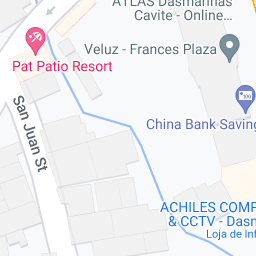 ATLAS Dasmarinas
Cavite - Online...
Veluz - Frances Plaza
Pat Patio Resort
San Juan St
China Bank Saving
ACHILES COMP
& CCTV - Dasm
Loja de Inf